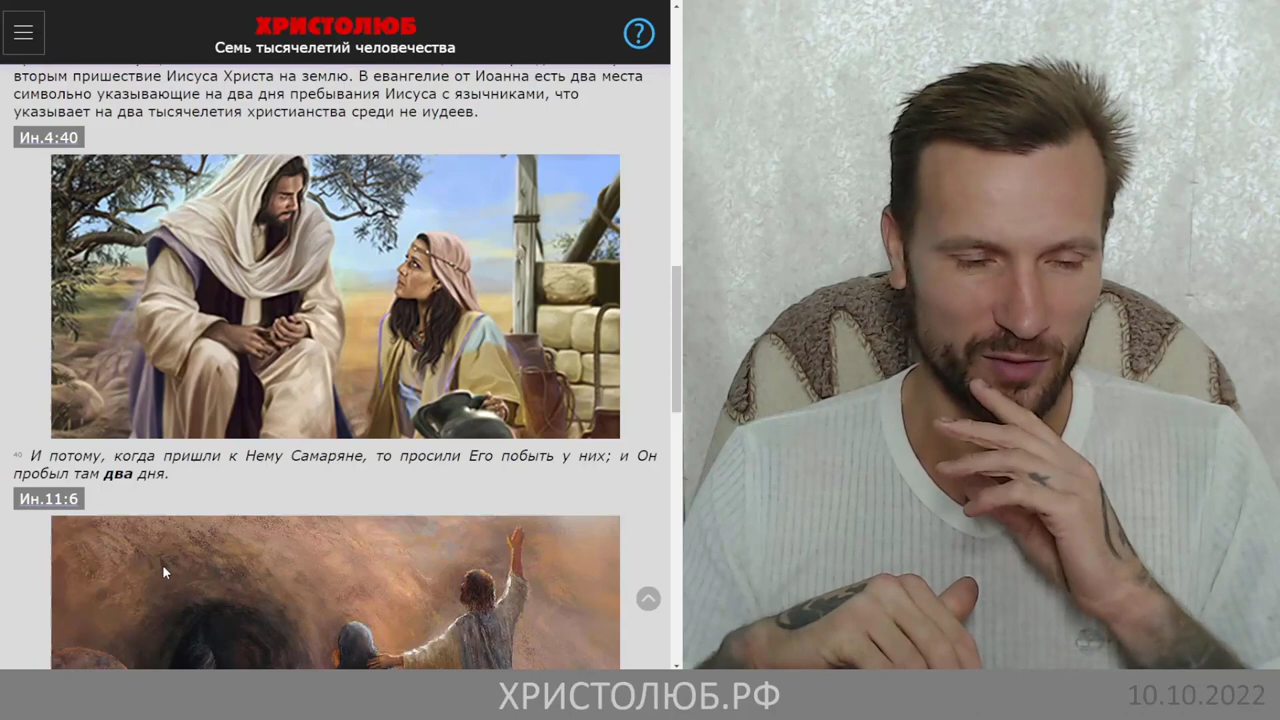 ХРИСТОЛЮБ
Семь тысячелетий человечества
?
вторым пришествие Иисуса Христа на землю. В евангелие от Иоанна есть два места
символьно указывающие на два дня пребывания Иисуса с язычниками, что
указывает на два тысячелетия христианства среди не иудеев.
Ин.4:40
40 И потому, когда пришли к Нему Самаряне, то просили Его побыть у них; и Он
пробыл там два дня.
Ин.11:6
ХРИСТОЛЮБ.РФ
10.10.2022